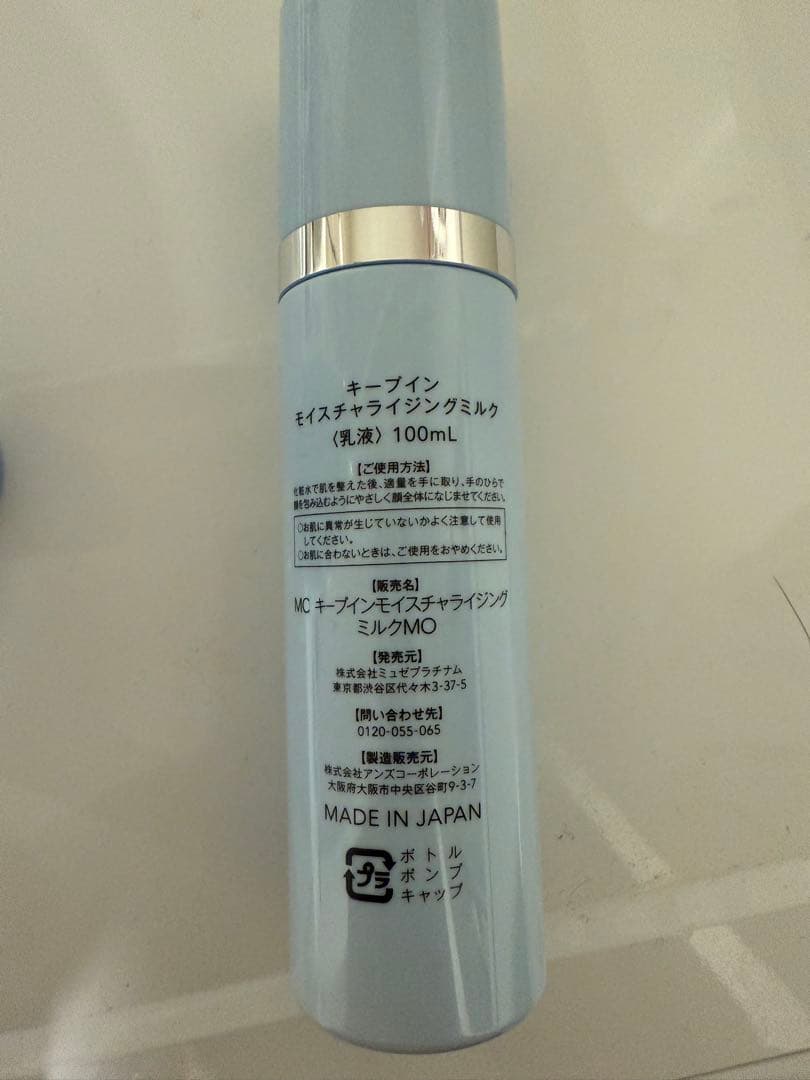 キープイン
モイスチャライジングミルク
〈乳液〉100mL
【ご使用方法】
化粧水で肌を整えた後、適量を手に取り、手のひらで
顔を包み込むようにやさしく顔全体になじませてください。
○お肌に異常が生じていないかよく注意して使用
してください。
○お肌に合わないときは、ご使用をおやめください。
【販売名】
MC キープインモイスチャライジング
ミルクMO
【発売元】
株式会社ミュゼプラチナム
東京都渋谷区代々木3-37-5
【問い合わせ先】
0120-055-065
【製造販売元】
株式会社アンズコーポレーション
大阪府大阪市中央区谷町9-3-7
MADE IN JAPAN
プラ
ボトル
ポンプ
キャップ